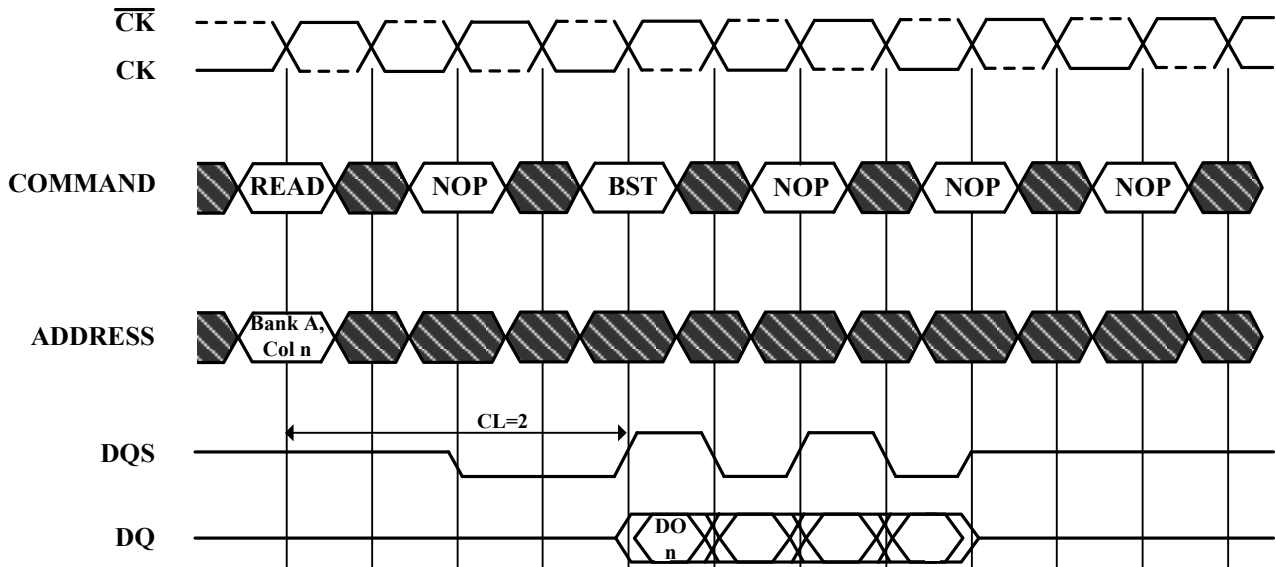 CK
CK
COMMAND READ NOP BST NOP NOP NOP
ADDRESS Bank A,
Col n
CL=2
DQS
DQ DO
n